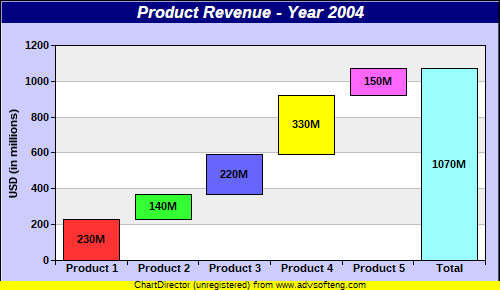 Product Revenue - Year 2004
USD (in millions)
1200
1000
800
600
400
200
0
230M
140M
220M
330M
150M
1070M
Product 1 Product 2 Product 3 Product 4 Product 5 Total
ChartDirector (unregistered) from www.advsofteng.com